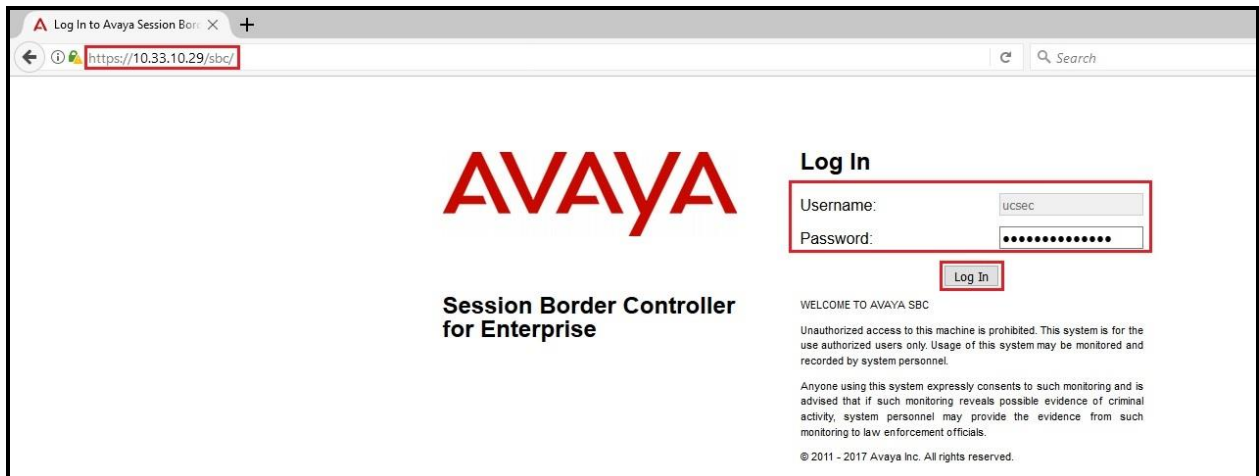 Log In to Avaya Session Bor
https://10.33.10.29/sbc/
Search
AVAYA
Session Border Controller
for Enterprise
Log In
Username:
ucsec
Password:
••••••••••••••
Log In
WELCOME TO AVAYA SBC
Unauthorized access to this machine is prohibited. This system is for the
use authorized users only. Usage of this system may be monitored and
recorded by system personnel.
Anyone using this system expressly consents to such monitoring and is
advised that if such monitoring reveals possible evidence of criminal
activity, system personnel may provide the evidence from such
monitoring to law enforcement officials.
© 2011 - 2017 Avaya Inc. All rights reserved.